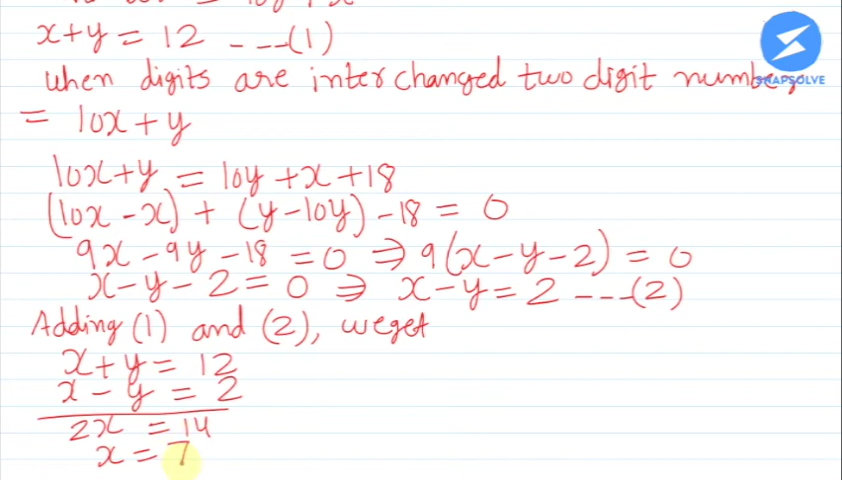 x+y = 12 ---(1)
SNAPSOLVE
when digits are interchanged two digit number,
= 10x+y
10x+y = 10y +x+18
(10x -x) + (y-10y) -18 = 0
9x -9y -18 = 0 ⇒ 9(x-y-2) = 0
x-y-2 = 0 ⇒ x-y = 2 ---(2)
Adding (1) and (2), we get
x+y = 12
x-y = 2
2x = 14
x = 7